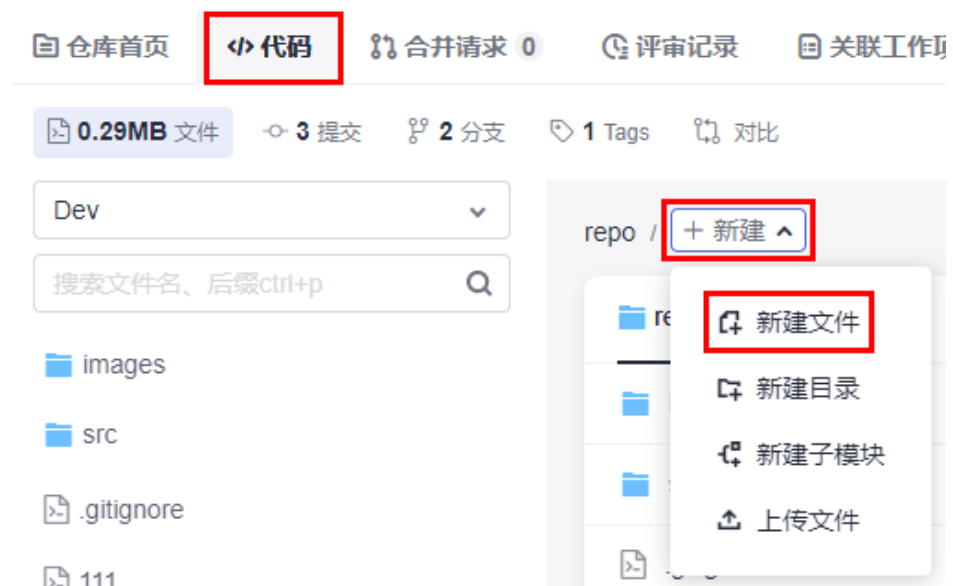 仓库首页 代码 合并请求 0 评审记录 关联工作项
0.29MB 文件 3 提交 2 分支 1 Tags 对比
Dev
repo / + 新建
搜索文件名、后缀ctrl+p
re
新建文件
images
新建目录
src
新建子模块
.gitignore
上传文件
111